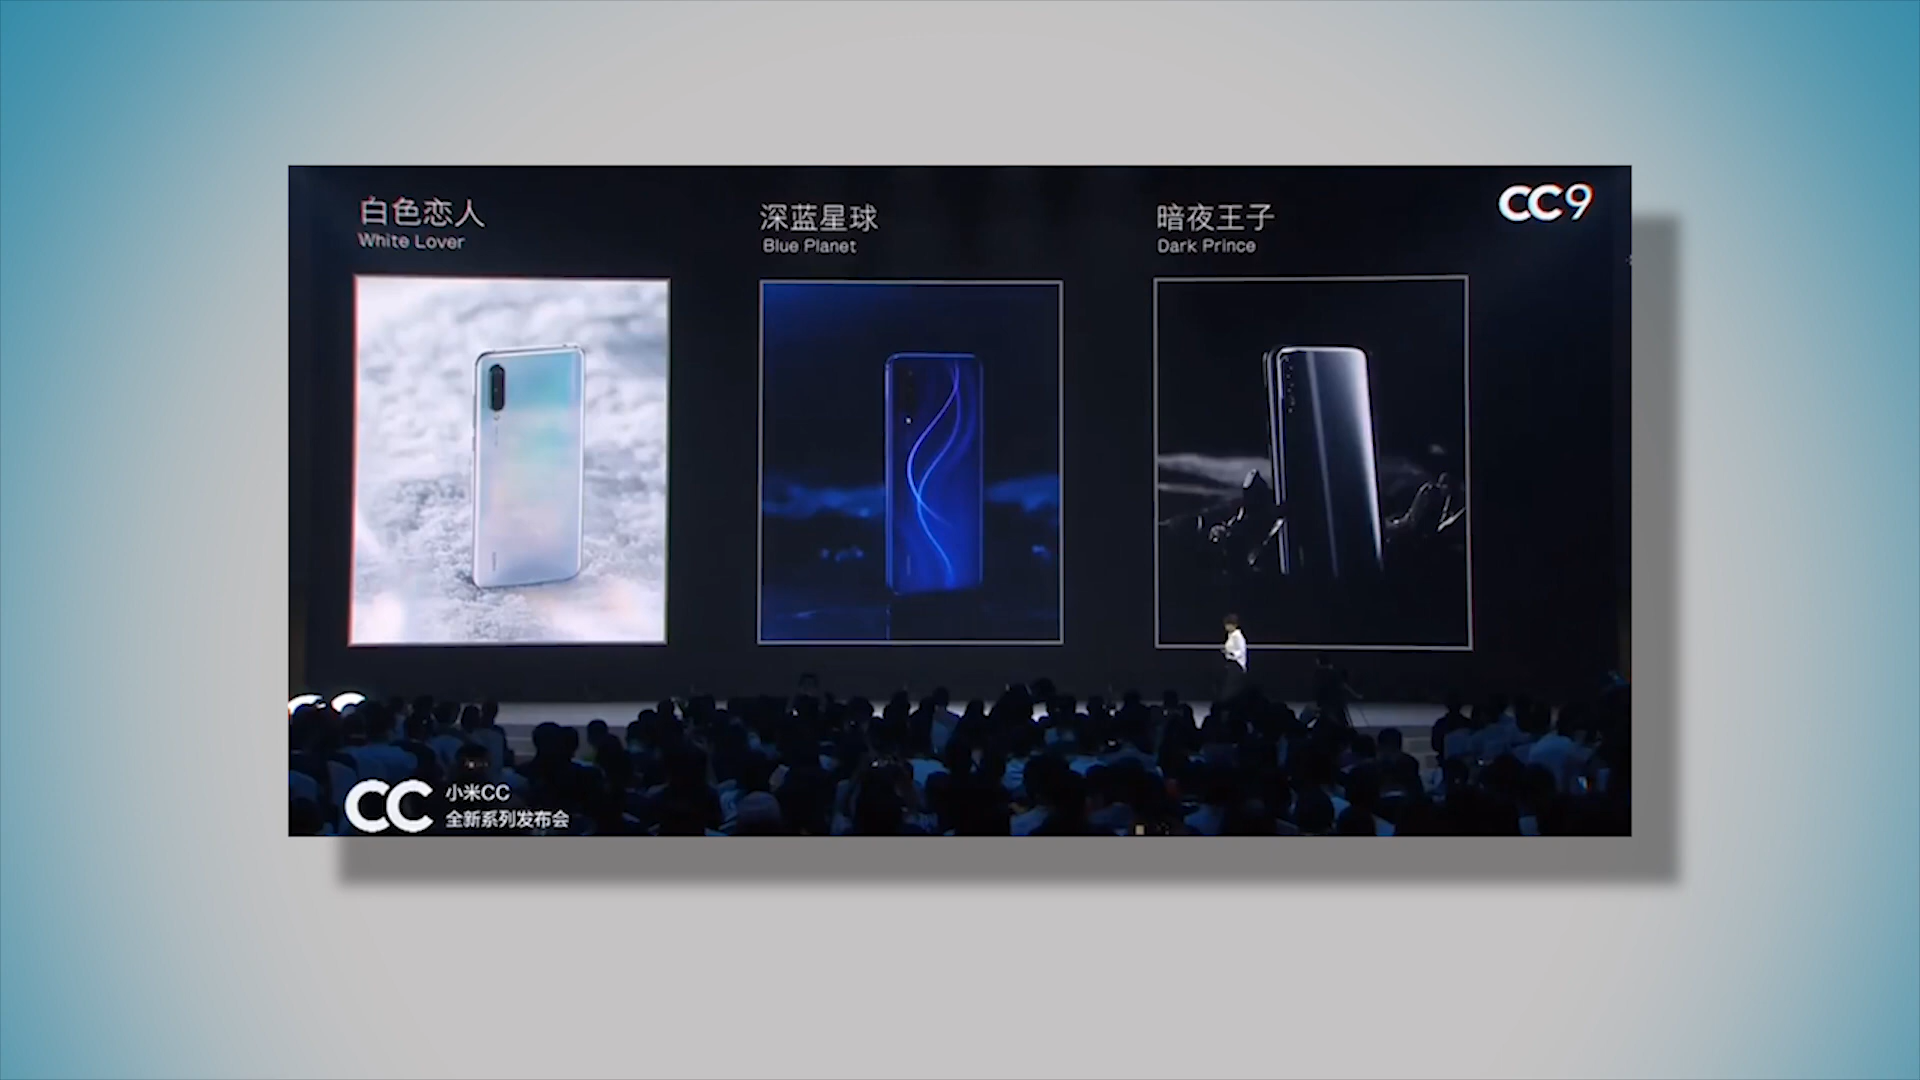 白色恋人
White Lover
深蓝星球
Blue Planet
暗夜王子
Dark Prince
CC9
CC
小米CC
全新系列发布会